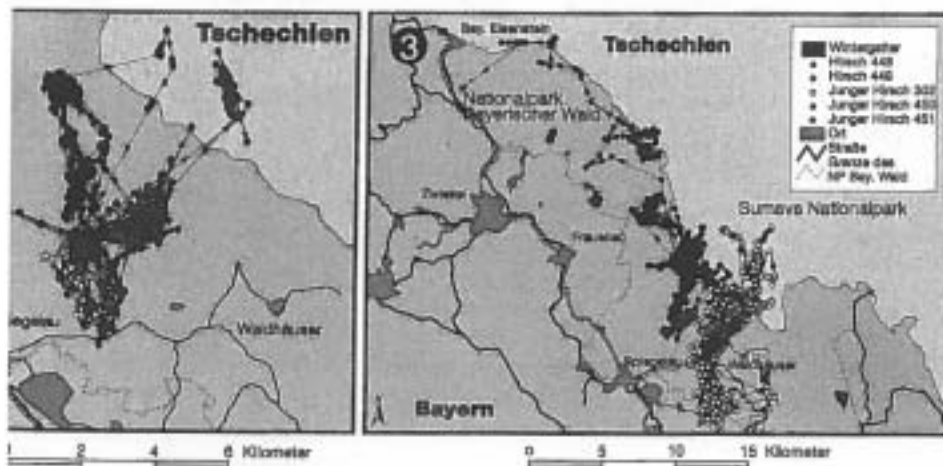 Tschechien
Waidhäuser
1 2 4 6 Kilometer
3
Bay. Eisenstein
Tschechien
Nationalpark
Bayerischer Wald
Zwiesel
Sumava Nationalpark
Bayern
Wintergatter
Hirsch 448
Hirsch 446
Junger Hirsch 302
Junger Hirsch 450
Junger Hirsch 451
Ort
Straße
Grenze des
NP Bay. Wald
0 5 10 15 Kilometer